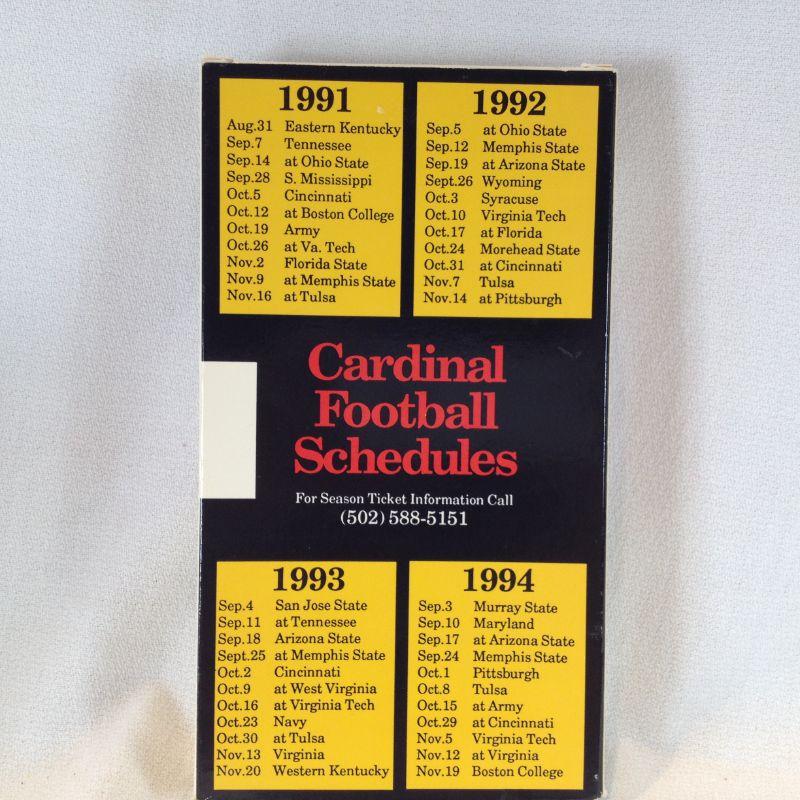 1991
Aug.31 Eastern Kentucky
Sep.7 Tennessee
Sep.14 at Ohio State
Sep.28 S. Mississippi
Oct.5 Cincinnati
Oct.12 at Boston College
Oct.19 Army
Oct.26 at Va. Tech
Nov.2 Florida State
Nov.9 at Memphis State
Nov.16 at Tulsa
1992
Sep.5 at Ohio State
Sep.12 Memphis State
Sep.19 at Arizona State
Sept.26 Wyoming
Oct.3 Syracuse
Oct.10 Virginia Tech
Oct.17 at Florida
Oct.24 Morehead State
Oct.31 at Cincinnati
Nov.7 Tulsa
Nov.14 at Pittsburgh
Cardinal
Football
Schedules
For Season Ticket Information Call
(502) 588-5151
1993
Sep.4 San Jose State
Sep.11 at Tennessee
Sep.18 Arizona State
Sept.25 at Memphis State
Oct.2 Cincinnati
Oct.9 at West Virginia
Oct.16 at Virginia Tech
Oct.23 Navy
Oct.30 at Tulsa
Nov.13 Virginia
Nov.20 Western Kentucky
1994
Sep.3 Murray State
Sep.10 Maryland
Sep.17 at Arizona State
Sep.24 Memphis State
Oct.1 Pittsburgh
Oct.8 Tulsa
Oct.15 at Army
Oct.29 at Cincinnati
Nov.5 Virginia Tech
Nov.12 at Virginia
Nov.19 Boston College